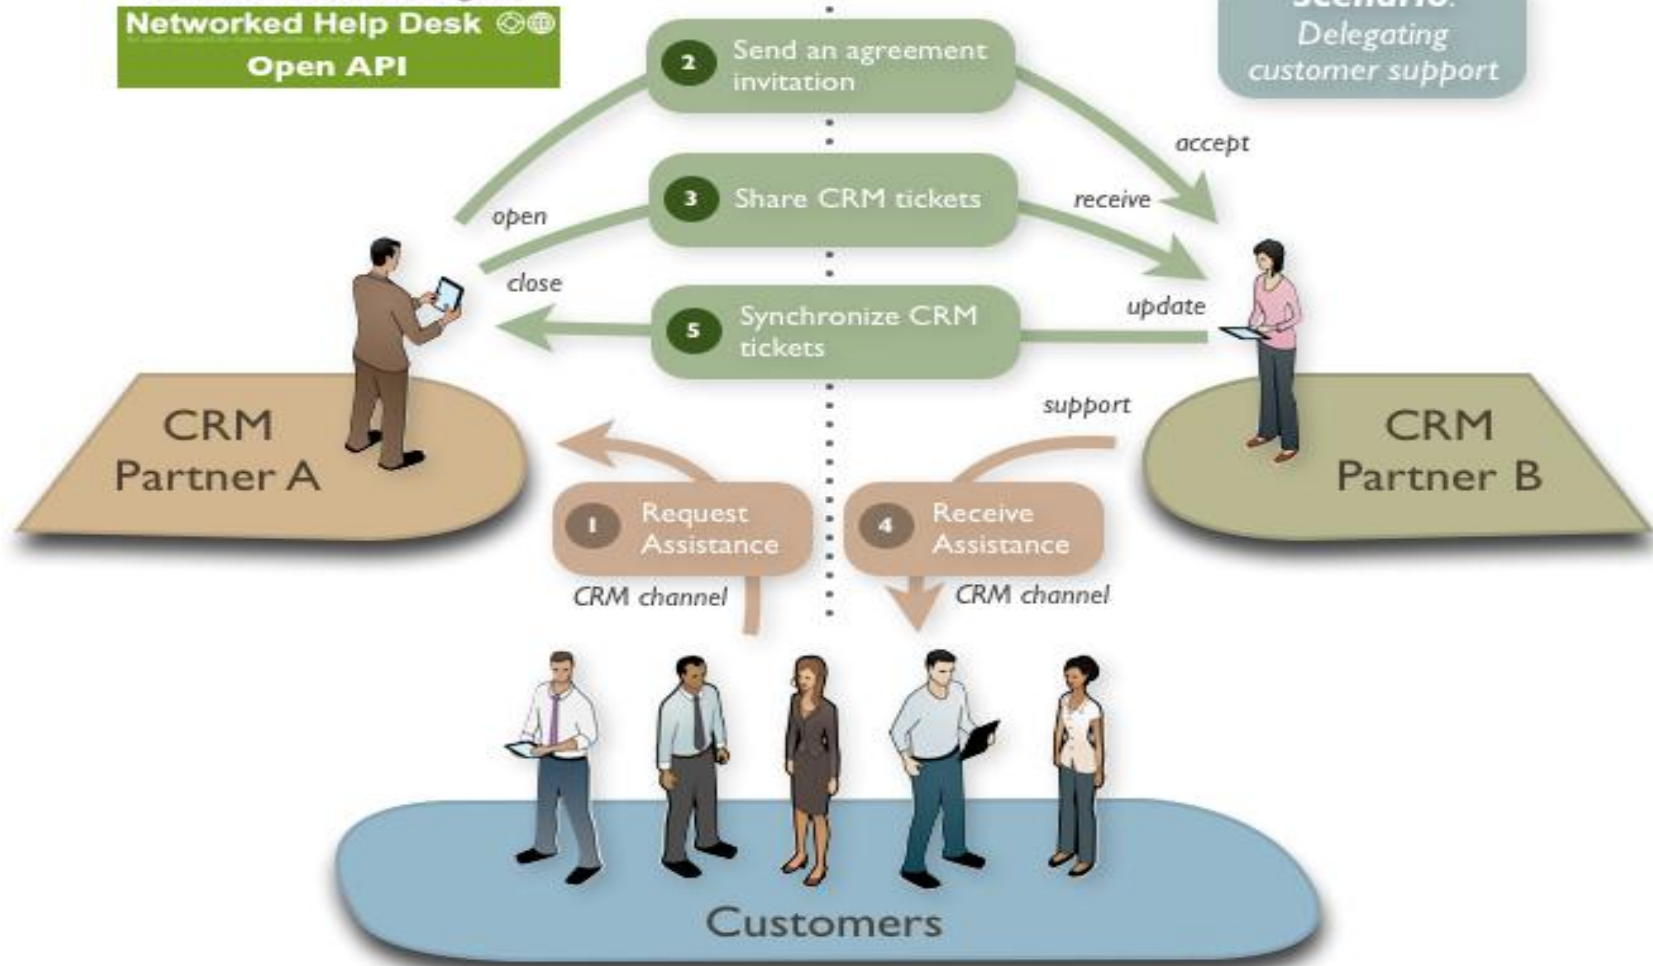 Networked Help Desk
Open API
Scenario:
Delegating
customer support
2
Send an agreement
invitation
accept
3
Share CRM tickets
receive
open
close
5
Synchronize CRM
tickets
update
support
CRM
Partner A
CRM
Partner B
1
Request
Assistance
4
Receive
Assistance
CRM channel
CRM channel
Customers